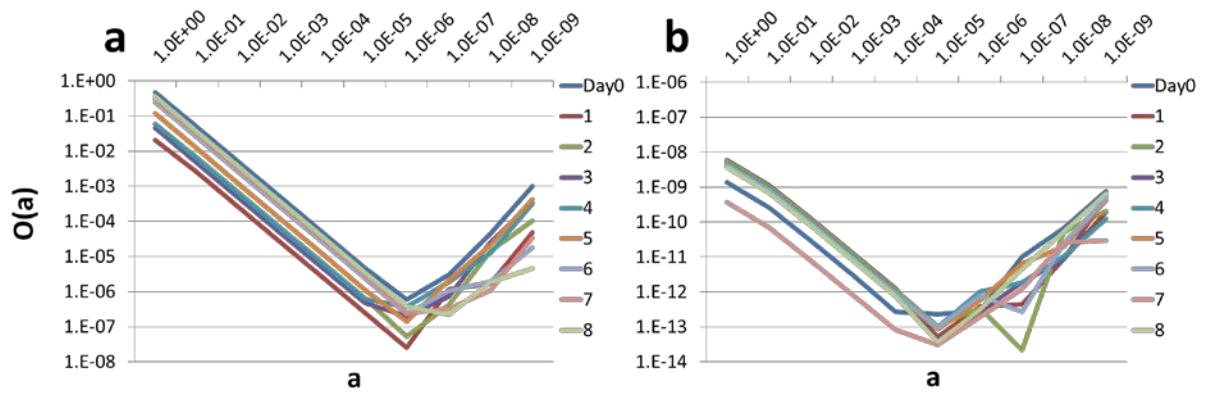 a
1.0E+00
1.0E-01
1.0E-02
1.0E-03
1.0E-04
1.0E-05
1.0E-06
1.0E-07
1.0E-08
1.0E-09
O(a)
1.E+00
1.E-01
1.E-02
1.E-03
1.E-04
1.E-05
1.E-06
1.E-07
1.E-08
a
Day0
1
2
3
4
5
6
7
8
b
1.0E+00
1.0E-01
1.0E-02
1.0E-03
1.0E-04
1.0E-05
1.0E-06
1.0E-07
1.0E-08
1.0E-09
1.E-06
1.E-07
1.E-08
1.E-09
1.E-10
1.E-11
1.E-12
1.E-13
1.E-14
a
Day0
1
2
3
4
5
6
7
8